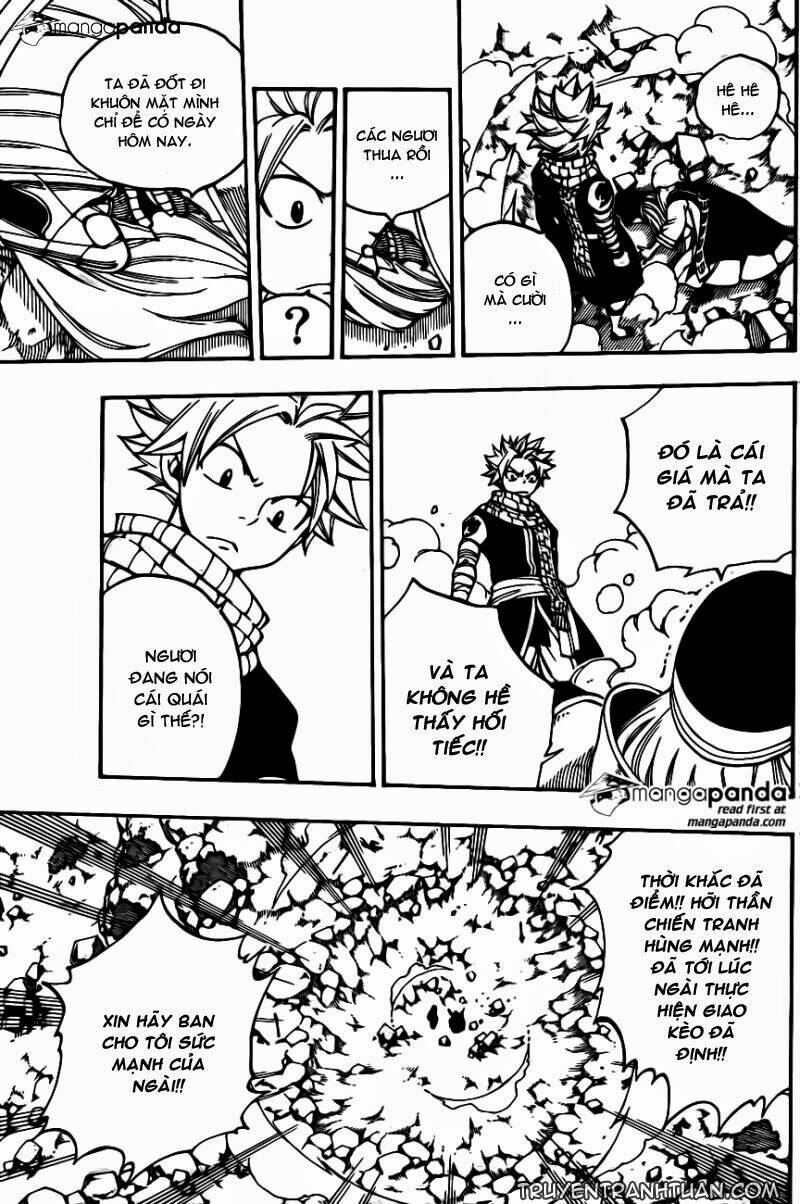 mangapanda
HÊ HÊ
HÊ...
CÓ GÌ
MÀ CƯỜI
...
CÁC NGƯƠI
THUA RỒI
...
?
TA ĐÃ ĐỐT ĐI
KHUÔN MẶT MÌNH
CHỈ ĐỂ CÓ NGÀY
HÔM NAY.
ĐÓ LÀ CÁI
GIÁ MÀ TA
ĐÃ TRẢ!!
VÀ TA
KHÔNG HỀ
THẤY HỐI
TIẾC!!
NGƯƠI
ĐANG NÓI
CÁI QUÁI
GÌ THẾ?!
mangapanda
read first at
mangapanda.com
THỜI KHẮC ĐÃ
ĐIỂM!! HỠI THẦN
CHIẾN TRANH
HÙNG MẠNH!!
ĐÃ TỚI LÚC
NGÀI THỰC
HIỆN GIAO
KÈO ĐÃ
ĐỊNH!!
XIN HÃY BAN
CHO TÔI SỨC
MẠNH CỦA
NGÀI!!
TRUYENTRANHTUAN.COM